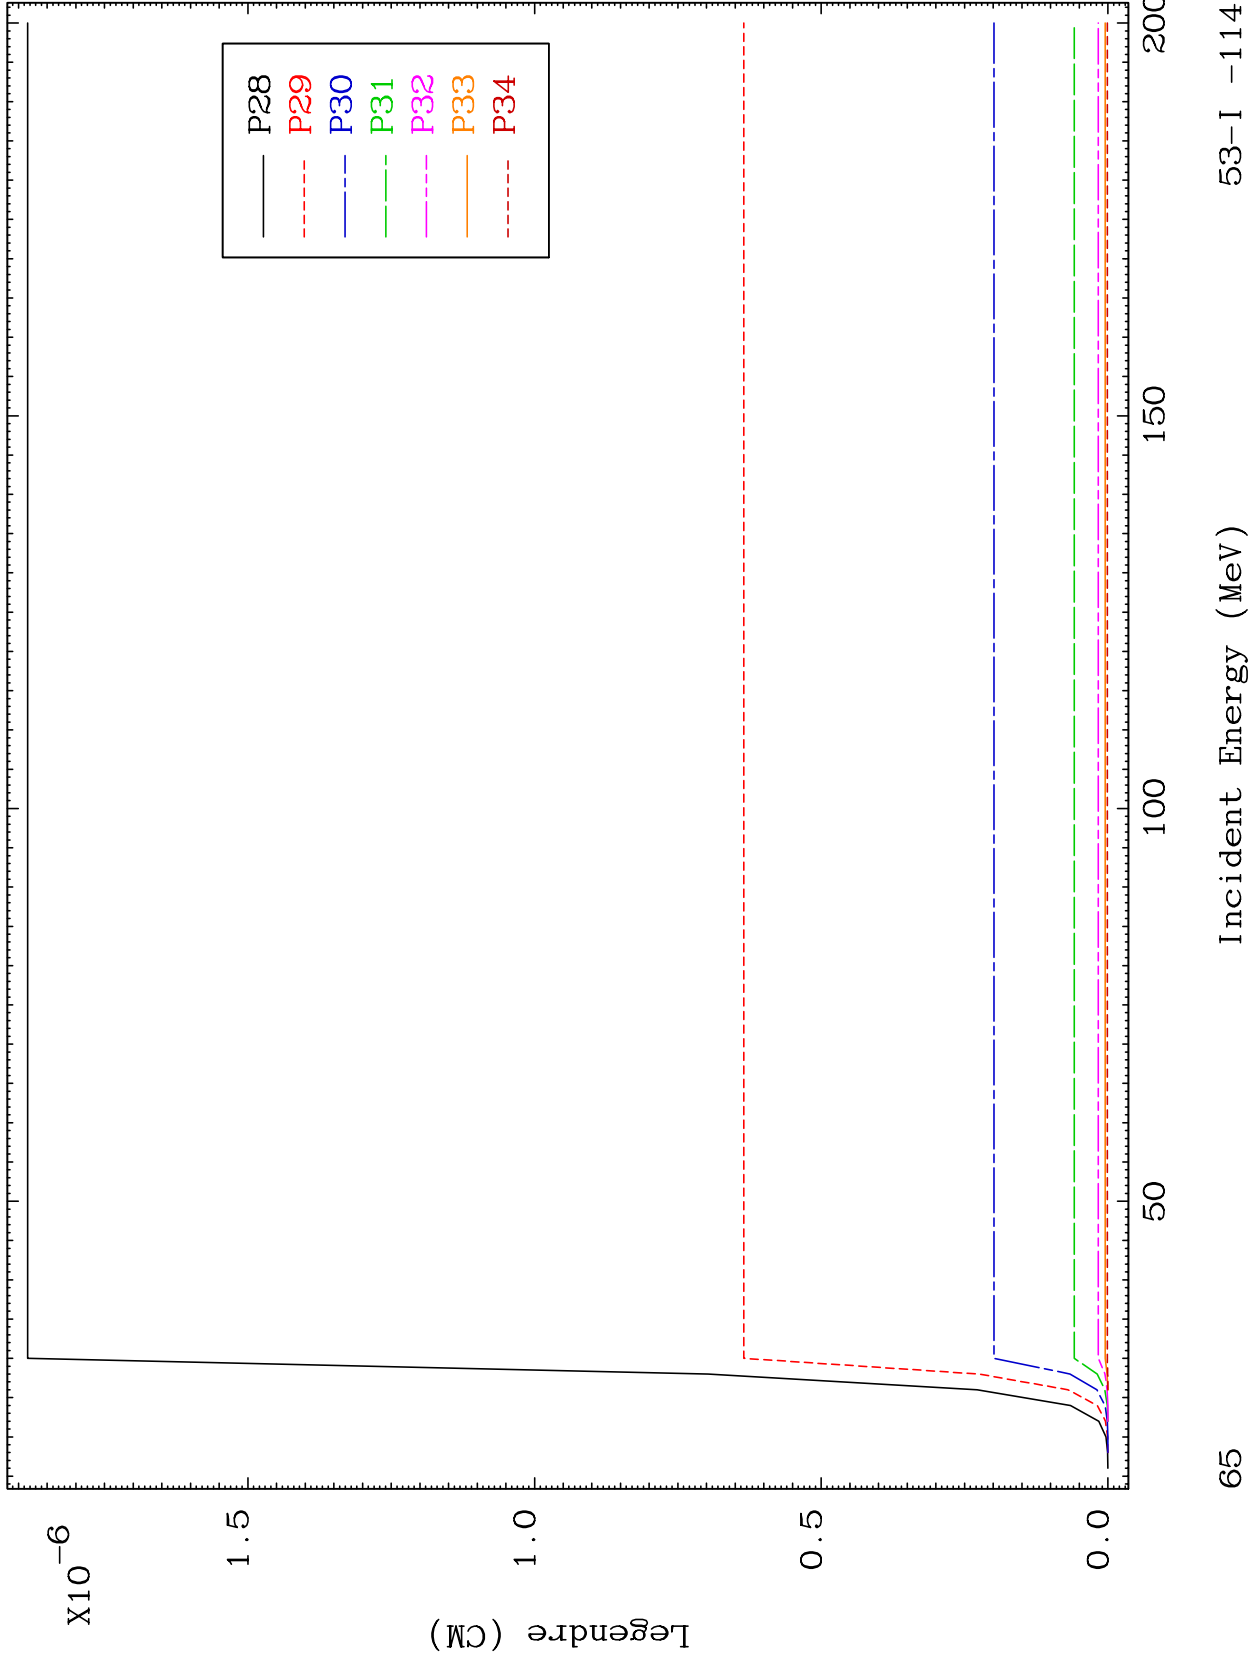 X10-6
1.5
1.0
0.5
0.0
Legendre (CM)
P28
P29
P30
P31
P32
P33
P34
50
100
150
200
Incident Energy (MeV)
65
53-I -114